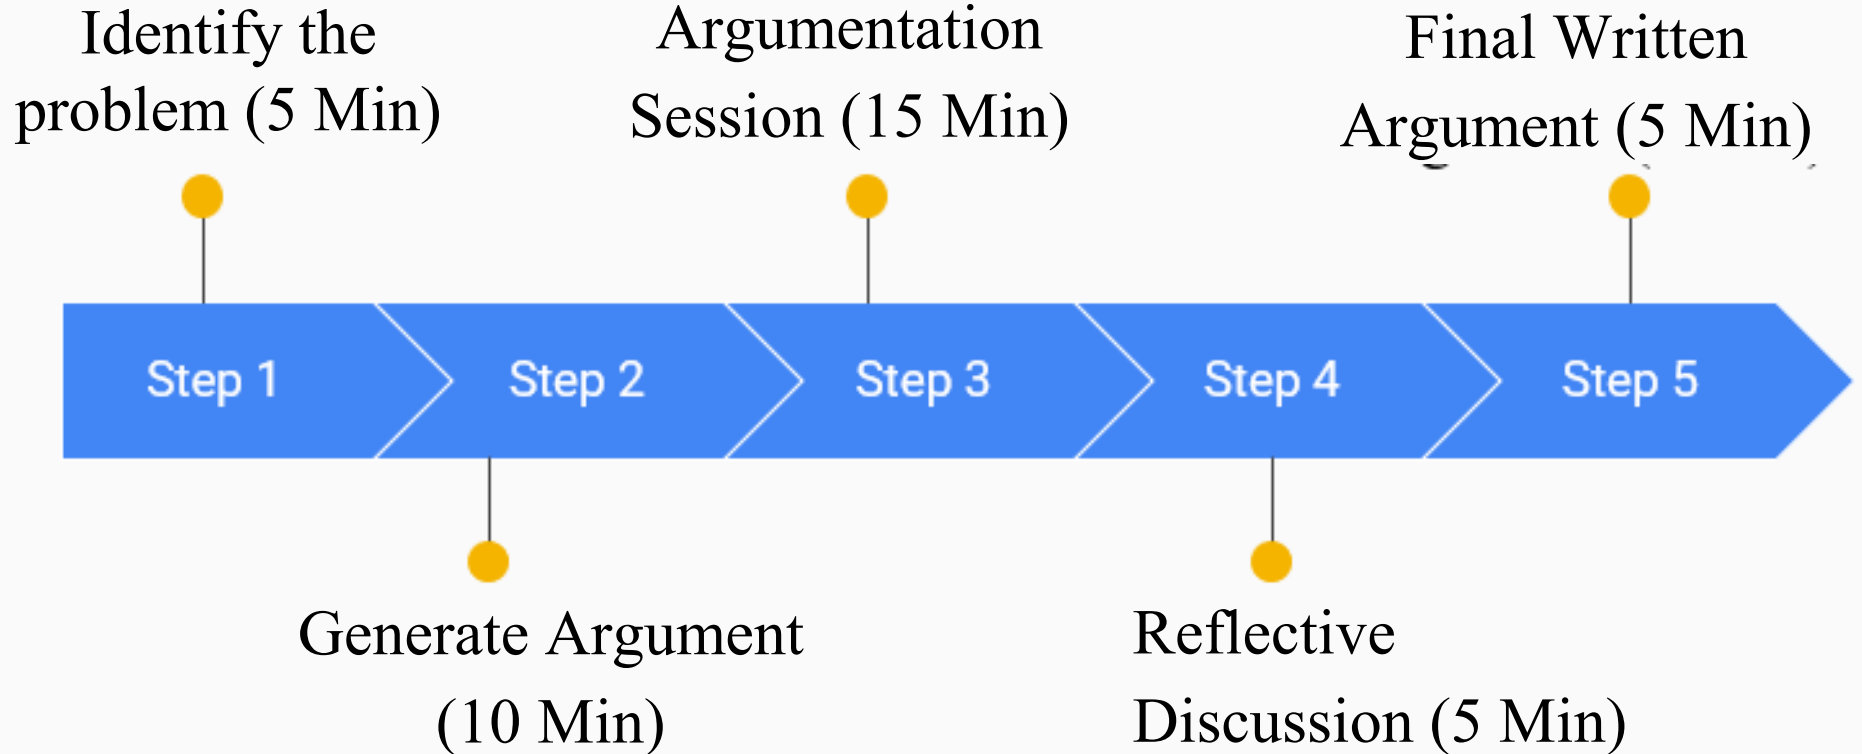 Identify the
problem (5 Min)
Argumentation
Session (15 Min)
Final Written
Argument (5 Min)
Step 1
Step 2
Step 3
Step 4
Step 5
Generate Argument
(10 Min)
Reflective
Discussion (5 Min)